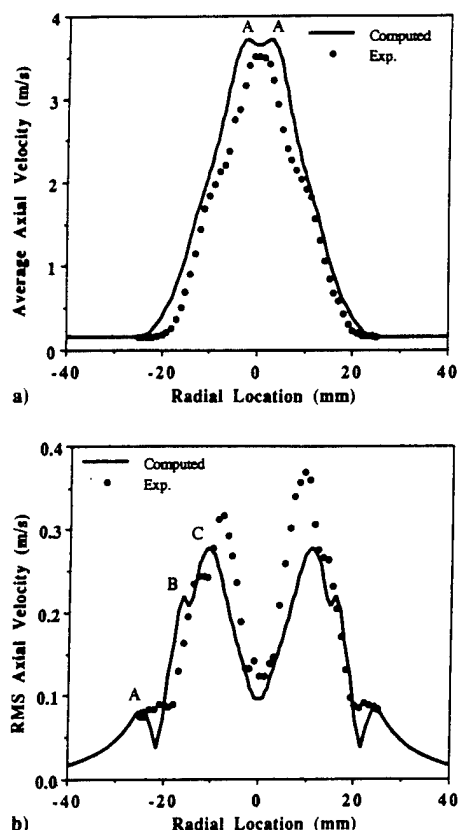 4
3
2
1
0
Average Axial Velocity (m/s)
A A
Computed
Exp.
-40 -20 0 20 40
a) Radial Location (mm)
0.4
0.3
0.2
0.1
0.0
RMS Axial Velocity (m/s)
Computed
Exp.
C
B
A
-40 -20 0 20 40
b) Radial Location (mm)